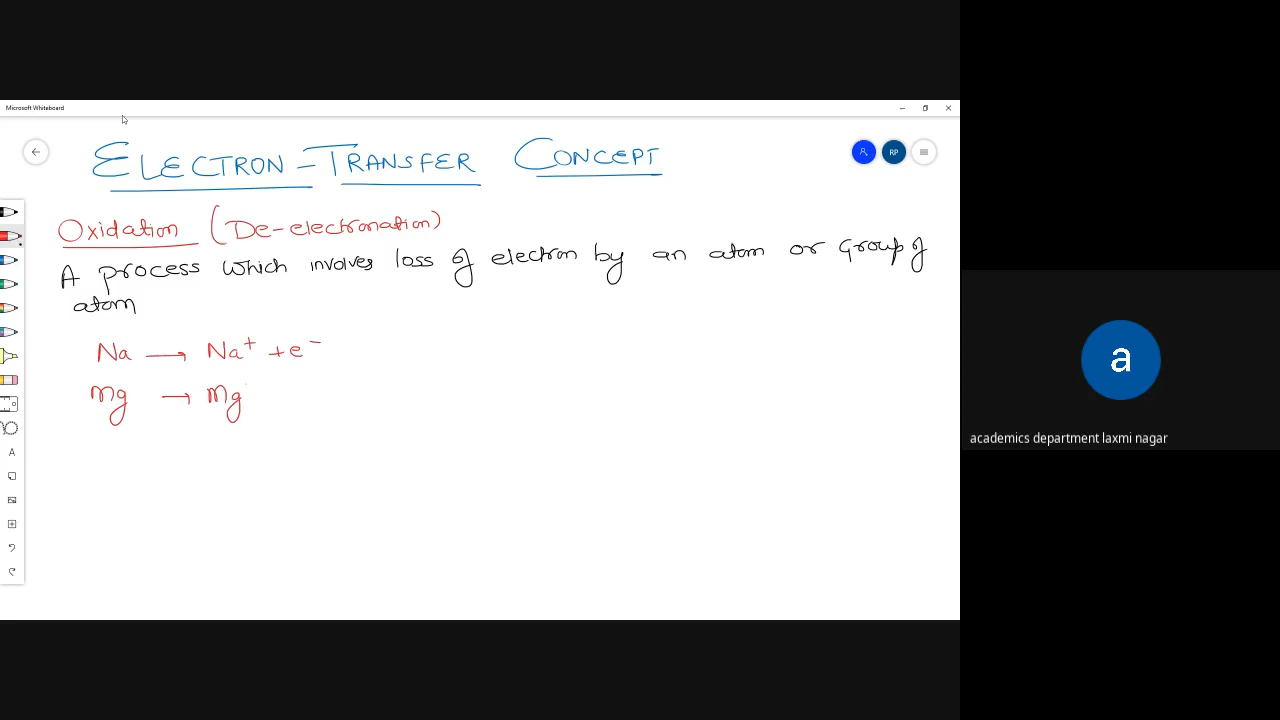 Microsoft Whiteboard
ELECTRON-TRANSFER CONCEPT
RP
Oxidation (De-electronation)
A process which involves loss of electron by an atom or group of
atom
Na → Na⁺ + e⁻
Mg → Mg
A
a
academics department laxmi nagar